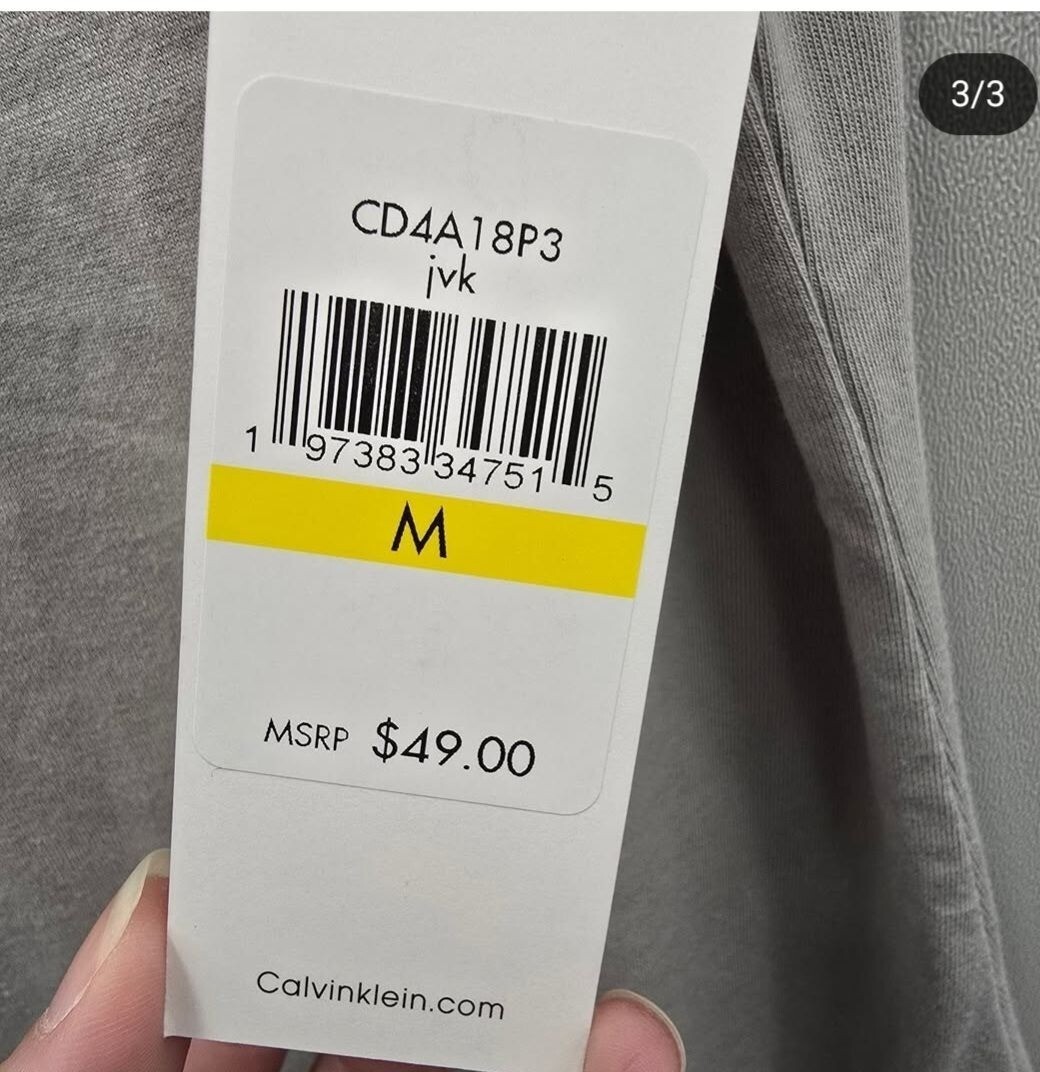 3/3
CD4A18P3
jvk
1 97383 34751 5
M
MSRP $49.00
Calvinklein.com